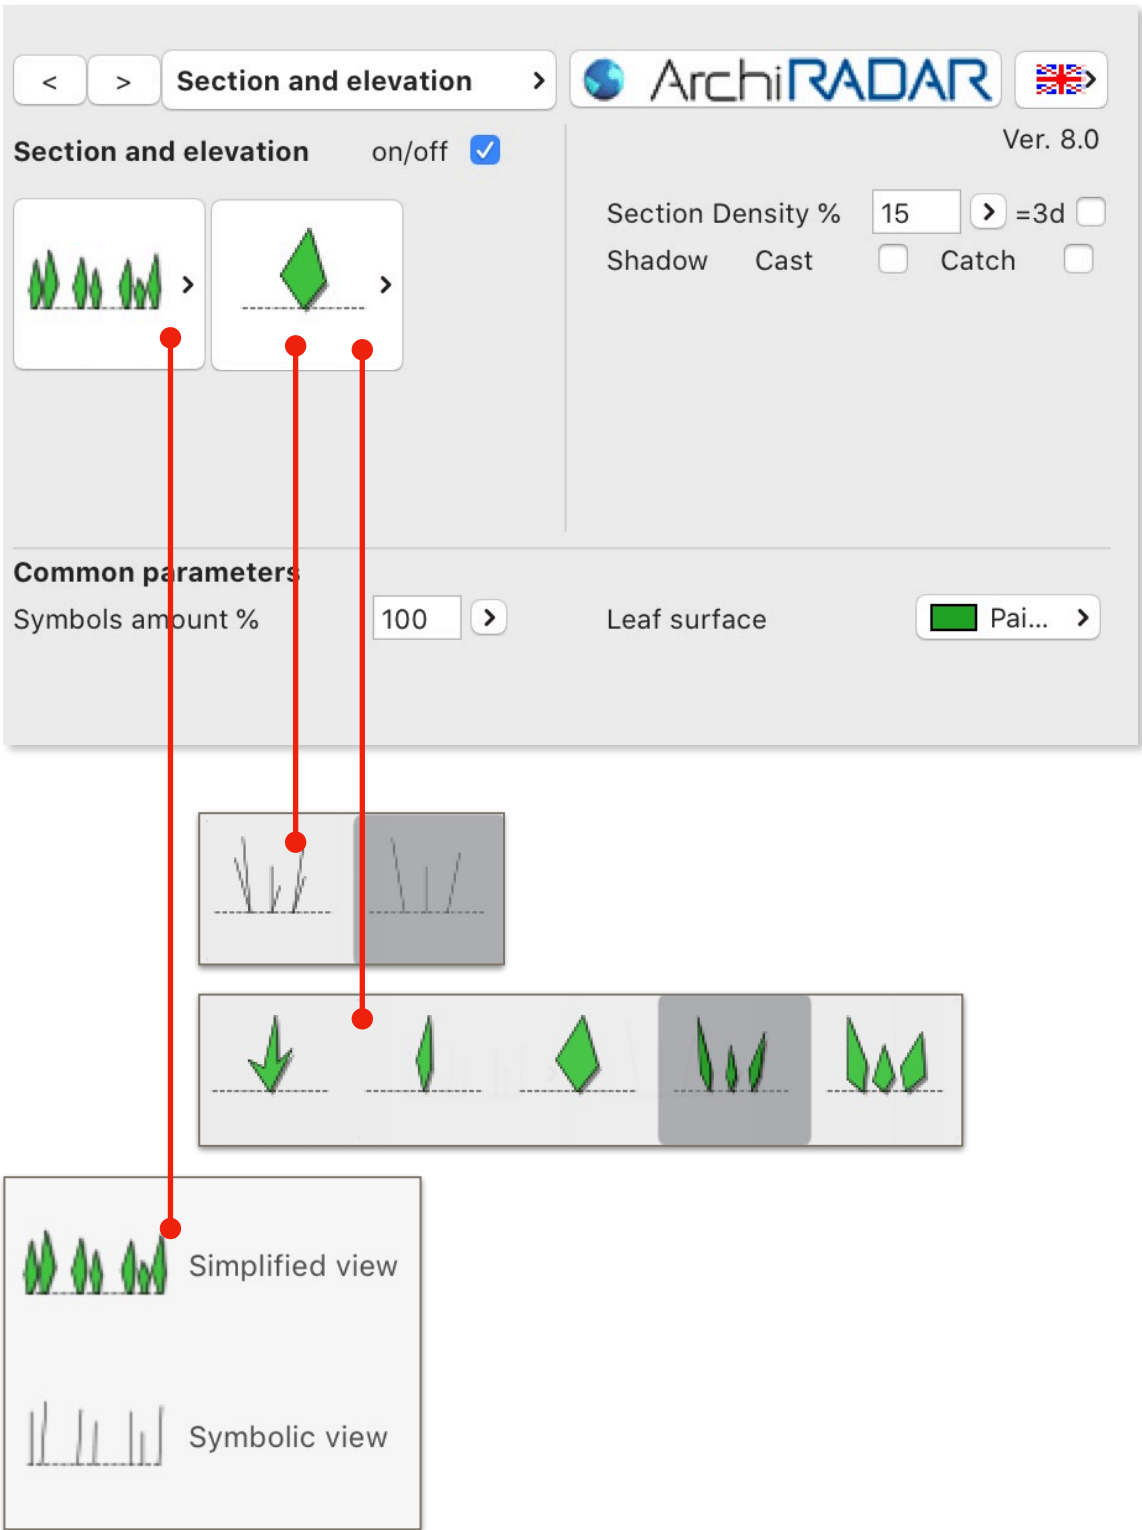 < > Section and elevation > ArchiRADAR >
Section and elevation on/off
Ver. 8.0
Section Density % 15 > =3d
Shadow Cast Catch
Common parameters
Symbols amount % 100 > Leaf surface Pai... >
Simplified view
Symbolic view